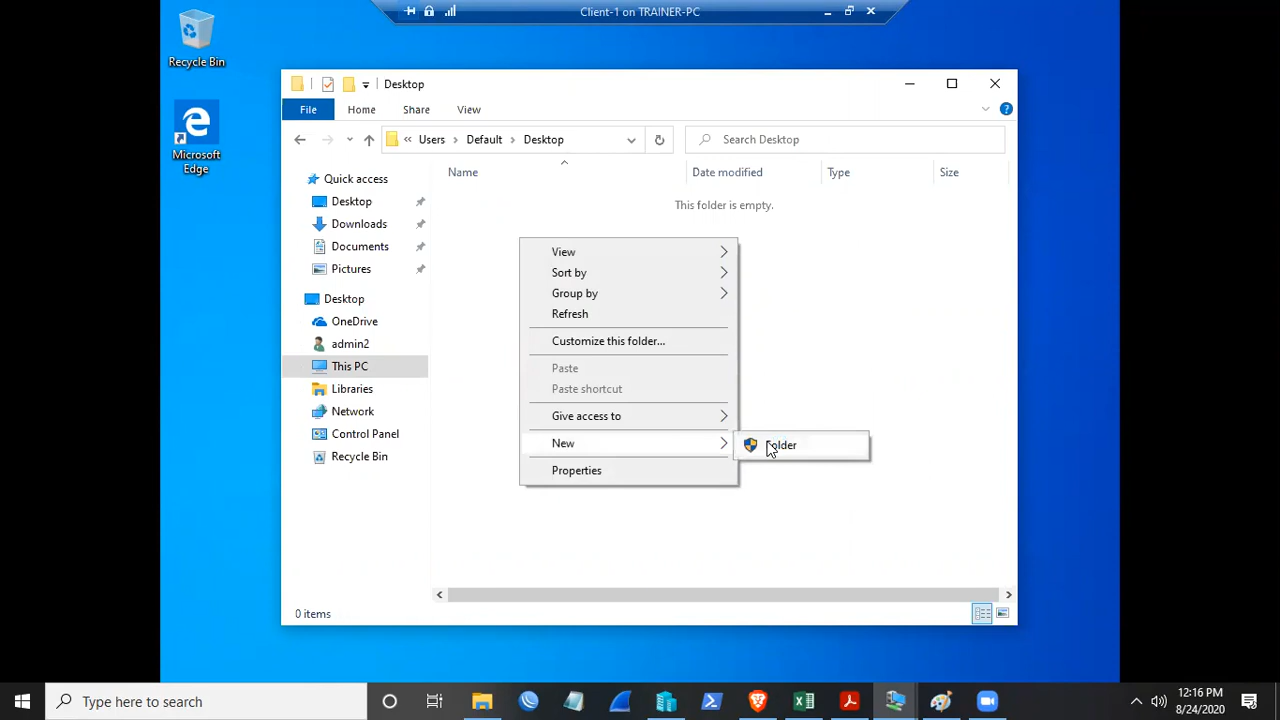 Client-1 on TRAINER-PC
Recycle Bin
Microsoft
Edge
Desktop
File Home Share View
« Users > Default > Desktop
Search Desktop
Name Date modified Type Size
This folder is empty.
Quick access
Desktop
Downloads
Documents
Pictures
Desktop
OneDrive
admin2
This PC
Libraries
Network
Control Panel
Recycle Bin
View
Sort by
Group by
Refresh
Customize this folder...
Paste
Paste shortcut
Give access to
New
Folder
Properties
0 items
Type here to search
12:16 PM
8/24/2020